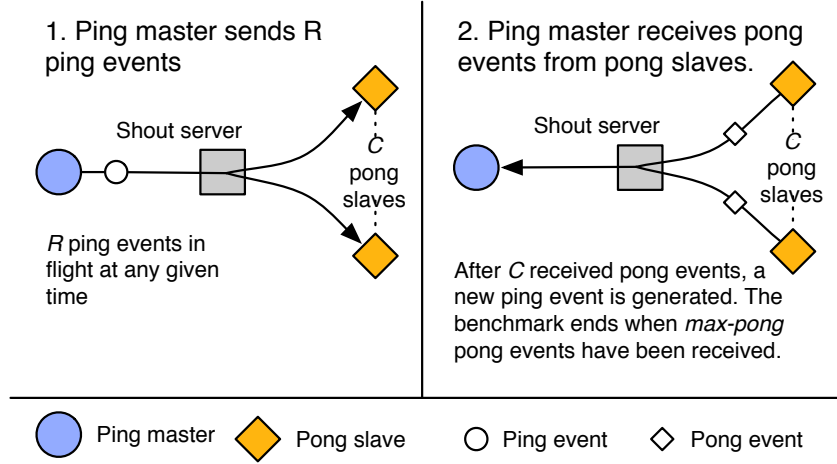 1. Ping master sends R
ping events
Shout server
C
pong
slaves
R ping events in
flight at any given
time
2. Ping master receives pong
events from pong slaves.
Shout server
C
pong
slaves
After C received pong events, a
new ping event is generated. The
benchmark ends when max-pong
pong events have been received.
Ping master
Pong slave
Ping event
Pong event